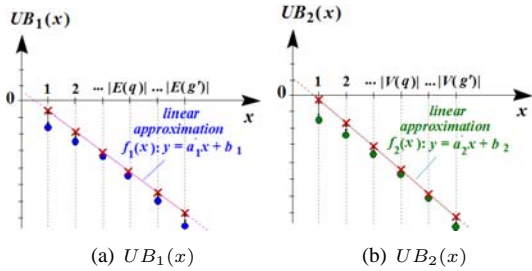 UB₁(x)
1 2 ... |E(q)| ... |E(g')|
0
x
linear
approximation
f₁(x): y = a₁x + b₁
(a) UB₁(x)
UB₂(x)
1 2 ... |V(q)| ... |V(g')|
0
x
linear
approximation
f₂(x): y = a₂x + b₂
(b) UB₂(x)